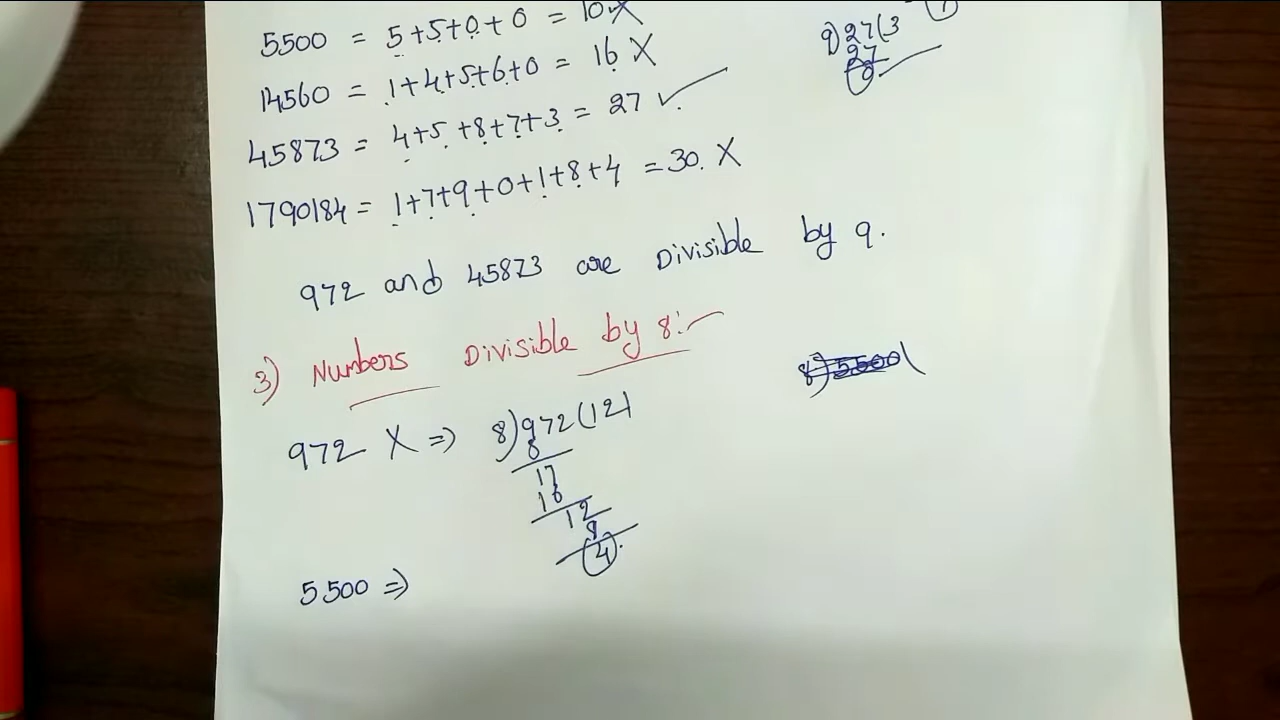 5500 = 5+5+0+0 = 10 X
14560 = 1+4+5+6+0 = 16 X
45873 = 4+5+8+7+3 = 27 ✓
1790184 = 1+7+9+0+1+8+4 = 30. X
9)27(3
27
0
972 and 45873 are Divisible by 9.
3) Numbers Divisible by 8:-
8)5500(
972 X => 8)972(121
8
17
16
12
8
4.
5500 =>